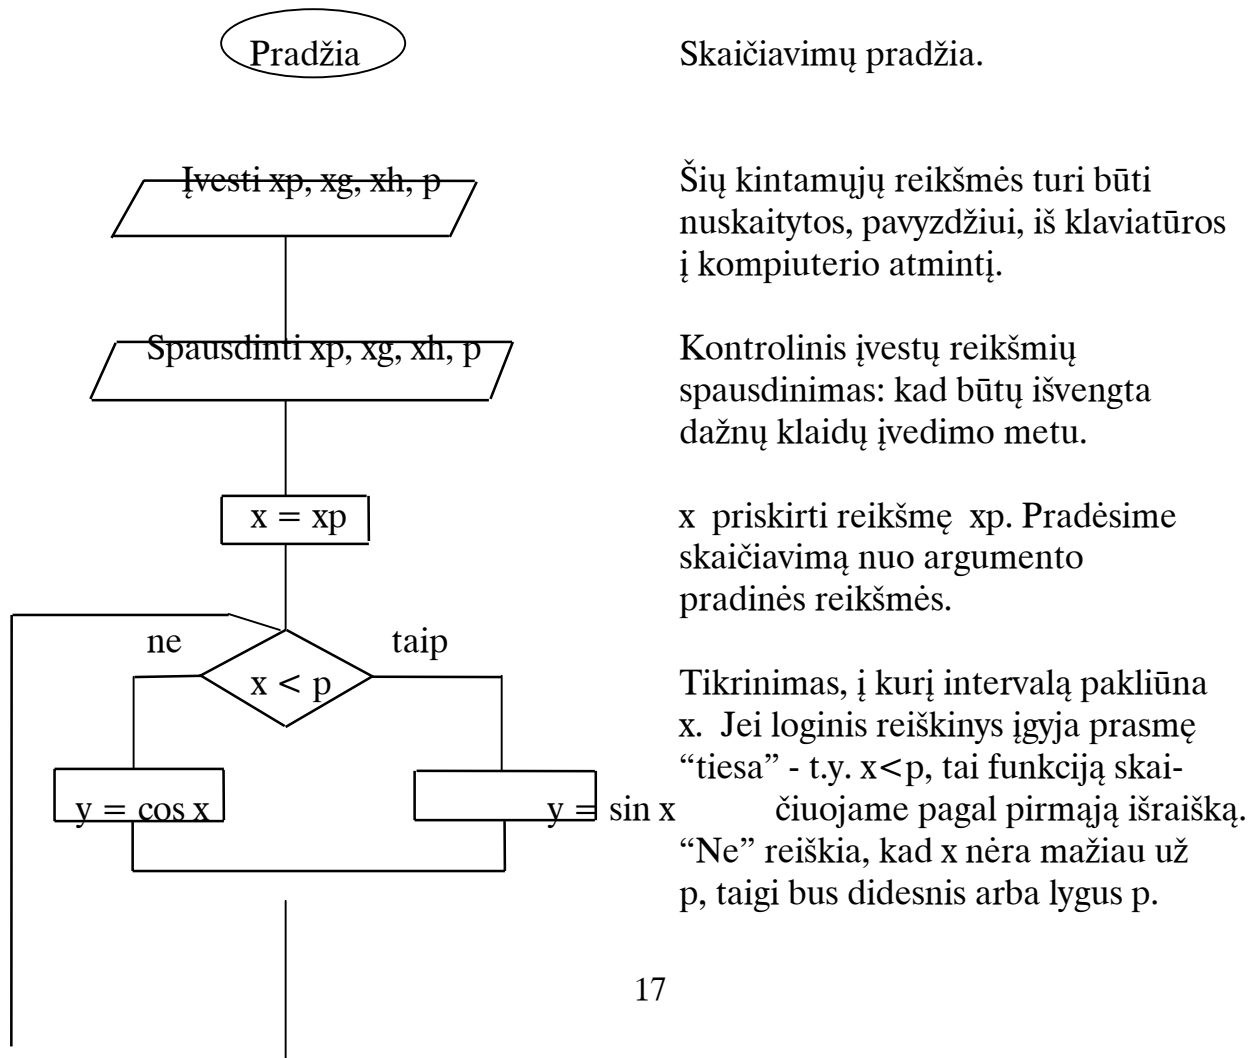 Pradžia Skaičiavimų pradžia.
Įvesti xp, xg, xh, p Šių kintamųjų reikšmės turi būti
nuskaitytos, pavyzdžiui, iš klaviatūros
į kompiuterio atmintį.
Spausdinti xp, xg, xh, p Kontrolinis įvestų reikšmių
spausdinimas: kad būtų išvengta
dažnų klaidų įvedimo metu.
x = xp x priskirti reikšmę xp. Pradėsime
skaičiavimą nuo argumento
pradinės reikšmės.
ne taip
x < p Tikrinimas, į kurį intervalą pakliūna
x. Jei loginis reiškinys įgyja prasmę
“tiesa” - t.y. x<p, tai funkciją skai-
y = cos x y = sin x čiuojame pagal pirmąją išraišką.
“Ne” reiškia, kad x nėra mažiau už
p, taigi bus didesnis arba lygus p.
17